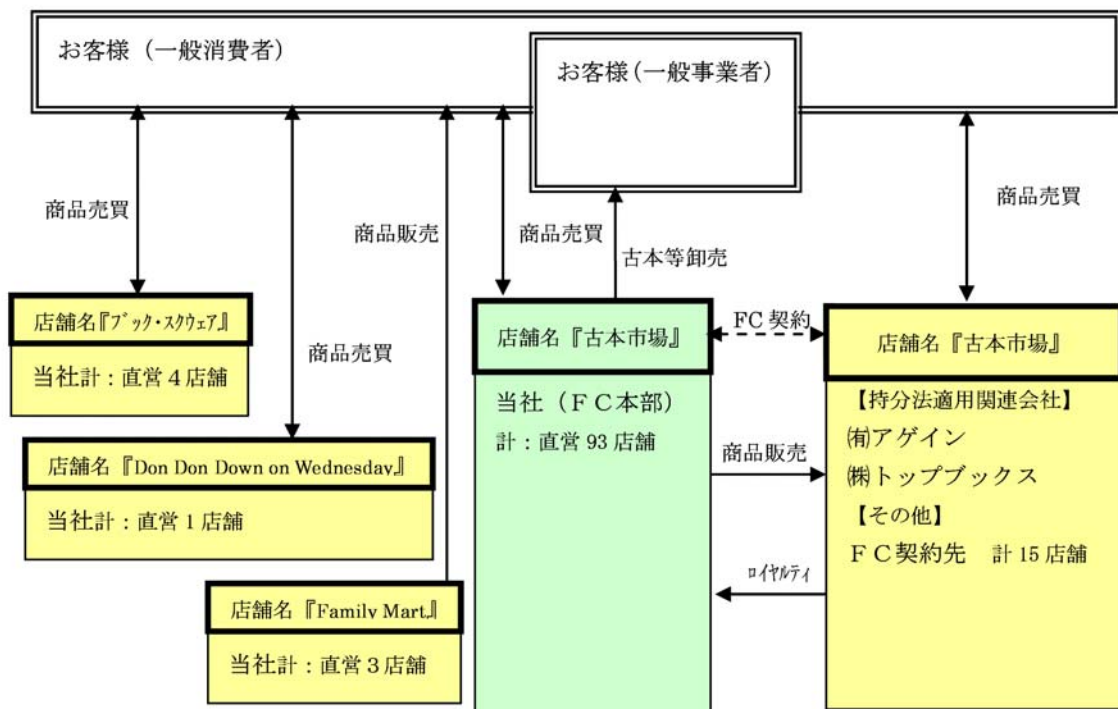 お客様（一般消費者）
お客様（一般事業者）
商品売買
商品販売
商品売買
商品売買
古本等卸売
店舗名『ﾌﾞｯｸ・ｽｸｳｪｱ』
当社計：直営４店舗
商品売買
店舗名『古本市場』
FC 契約
店舗名『古本市場』
当社（ＦＣ本部）
計：直営 93 店舗
【持分法適用関連会社】
㈲アゲイン
㈱トップブックス
【その他】
ＦＣ契約先　計 15 店舗
商品販売
ﾛｲﾔﾙﾃｨ
店舗名『Don Don Down on Wednesday』
当社計：直営１店舗
店舗名『Family Mart』
当社計：直営３店舗